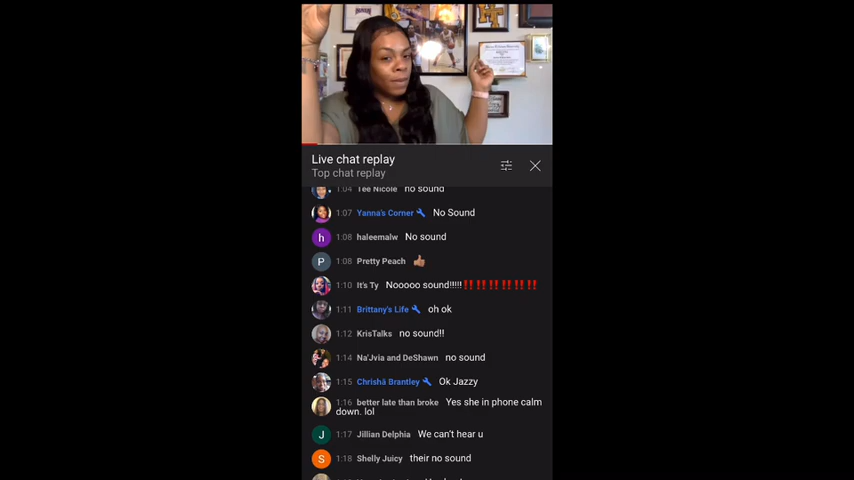 Live chat replay
Top chat replay
1:04 Tee Nicole no sound
1:07 Yanna's Corner No Sound
h 1:08 haleemalw No sound
P 1:08 Pretty Peach 👍🏽
1:10 It's Ty Nooooo sound!!!!!‼️‼️‼️‼️‼️‼️
1:11 Brittany's Life oh ok
1:12 KrisTalks no sound!!
1:14 Na'Jvia and DeShawn no sound
1:15 Chrishā Brantley Ok Jazzy
1:16 better late than broke Yes she in phone calm
down. lol
J 1:17 Jillian Delphia We can't hear u
S 1:18 Shelly Juicy their no sound